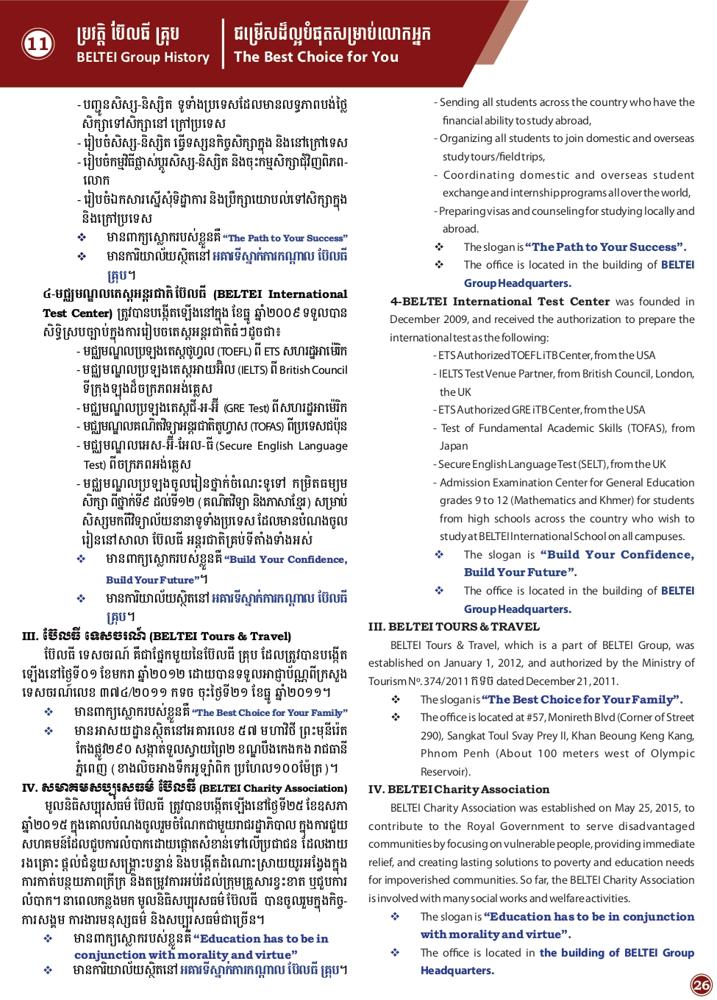 11
ប្រវត្តិ ប៊ែលធី គ្រុប
BELTEI Group History
ជម្រើសដ៏ល្អបំផុតសម្រាប់លោកអ្នក
The Best Choice for You
- បញ្ជូនសិស្ស-និស្សិត ទូទាំងប្រទេសដែលមានលទ្ធភាពបង់ថ្លៃ
សិក្សាទៅសិក្សានៅ ក្រៅប្រទេស
- រៀបចំសិស្ស-និស្សិត ធ្វើទស្សនកិច្ចសិក្សាក្នុង និងនៅក្រៅទេស
- រៀបចំកម្មវិធីផ្លាស់ប្តូរសិស្ស-និស្សិត និងចុះកម្មសិក្សាជុំវិញពិភព-
លោក
- រៀបចំឯកសារស្នើសុំទិដ្ឋាការ និងប្រឹក្សាយោបល់ទៅសិក្សាក្នុង
និងក្រៅប្រទេស
❖ មានពាក្យស្លោករបស់ខ្លួនគឺ “The Path to Your Success”
❖ មានការិយាល័យស្ថិតនៅ អគារទីស្នាក់ការកណ្តាល ប៊ែលធី
គ្រុប។
៤-មជ្ឈមណ្ឌលតេស្តអន្តរជាតិ ប៊ែលធី (BELTEI International
Test Center) ត្រូវបានបង្កើតឡើងនៅក្នុង ខែធ្នូ ឆ្នាំ២០០៩ ទទួលបាន
សិទ្ធិស្របច្បាប់ក្នុងការរៀបចំតេស្តអន្តរជាតិធំៗដូចជា៖
- មជ្ឈមណ្ឌលប្រឡងតេស្តថូហ្វល (TOEFL) ពី ETS សហរដ្ឋអាម៉េរិក
- មជ្ឈមណ្ឌលប្រឡងតេស្តអាយអ៊ែល (IELTS) ពី British Council
ទីក្រុងឡុងដ៍ចក្រភពអង់គ្លេស
- មជ្ឈមណ្ឌលប្រឡងតេស្តជី-អ-អ៊ី (GRE Test) ពីសហរដ្ឋអាម៉េរិក
- មជ្ឈមណ្ឌលគណិតវិទ្យាអន្តរជាតិតូហ្វាស (TOFAS) ពីប្រទេសជប៉ុន
- មជ្ឈមណ្ឌលអេស-អ៊ី-អែល-ធី (Secure English Language
Test) ពីចក្រភពអង់គ្លេស
- មជ្ឈមណ្ឌលប្រឡងចូលរៀនថ្នាក់ចំណេះទូទៅ កម្រិតមធ្យម
សិក្សា ពីថ្នាក់ទី៩ ដល់ទី១២ ( គណិតវិទ្យា និងភាសាខ្មែរ) សម្រាប់
សិស្សមកពីវិទ្យាល័យនានាទូទាំងប្រទេស ដែលមានបំណងចូល
រៀននៅសាលា ប៊ែលធី អន្តរជាតិគ្រប់ទីតាំងទាំងអស់
❖ មានពាក្យស្លោករបស់ខ្លួនគឺ “Build Your Confidence,
Build Your Future”។
❖ មានការិយាល័យស្ថិតនៅ អគារទីស្នាក់ការកណ្តាល ប៊ែលធី
គ្រុប។
III. ប៊ែលធី ទេសចរណ៍ (BELTEI Tours & Travel)
ប៊ែលធី ទេសចរណ៍ គឺជាផ្នែកមួយនៃប៊ែលធី គ្រុប ដែលត្រូវបានបង្កើត
ឡើងនៅថ្ងៃទី០១ ខែមករា ឆ្នាំ២០១២ ដោយបានទទួលអាជ្ញាប័ណ្ណពីក្រសួង
ទេសចរណ៍លេខ ៣៧៤/២០១១ កទច ចុះថ្ងៃទី២១ ខែធ្នូ ឆ្នាំ២០១១។
❖ មានពាក្យស្លោករបស់ខ្លួនគឺ “The Best Choice for Your Family”
❖ មានអាសយដ្ឋានស្ថិតនៅអគារលេខ ៥៧ មហាវិថី ព្រះមុនីរ៉េត
កែងផ្លូវ២៩០ សង្កាត់ទួលស្វាយព្រៃ២ ខណ្ឌបឹងកេងកង រាជធានី
ភ្នំពេញ ( ខាងលិចអាងទឹកអូឡាំពិក ប្រហែល១០០ម៉ែត្រ)។
IV. សមាគមសប្បុរសធម៌ ប៊ែលធី (BELTEI Charity Association)
មូលនិធិសប្បុរសធម៌ ប៊ែលធី ត្រូវបានបង្កើតឡើងនៅថ្ងៃទី២៥ ខែឧសភា
ឆ្នាំ២០១៥ ក្នុងគោលបំណងចូលរួមចំណែកជាមួយរាជរដ្ឋាភិបាល ក្នុងការជួយ
សហគមន៍ដែលជួបការលំបាកដោយផ្តោតសំខាន់ទៅលើប្រជាជន ដែលងាយ
រងគ្រោះ ផ្តល់ជំនួយសង្គ្រោះបន្ទាន់ និងបង្កើតដំណោះស្រាយយូរអង្វែងក្នុង
ការកាត់បន្ថយភាពក្រីក្រ និងតម្រូវការអប់រំដល់ក្រុមគ្រួសារខ្វះខាត ឬជួបការ
លំបាក។ នាពេលកន្លងមក មូលនិធិសប្បុរសធម៌ ប៊ែលធី បានចូលរួមក្នុងកិច្ច-
ការសង្គម ការងារមនុស្សធម៌ និងសប្បុរសធម៌ជាច្រើន។
❖ មានពាក្យស្លោករបស់ខ្លួនគឺ “Education has to be in
conjunction with morality and virtue”
❖ មានការិយាល័យស្ថិតនៅ អគារទីស្នាក់ការកណ្តាល ប៊ែលធី គ្រុប។
- Sending all students across the country who have the
financial ability to study abroad,
- Organizing all students to join domestic and overseas
study tours/field trips,
- Coordinating domestic and overseas student
exchange and internship programs all over the world,
- Preparing visas and counseling for studying locally and
abroad.
❖ The slogan is “The Path to Your Success”.
❖ The office is located in the building of BELTEI
Group Headquarters.
4-BELTEI International Test Center was founded in
December 2009, and received the authorization to prepare the
international test as the following:
- ETS Authorized TOEFL iTB Center, from the USA
- IELTS Test Venue Partner, from British Council, London,
the UK
- ETS Authorized GRE iTB Center, from the USA
- Test of Fundamental Academic Skills (TOFAS), from
Japan
- Secure English Language Test (SELT), from the UK
- Admission Examination Center for General Education
grades 9 to 12 (Mathematics and Khmer) for students
from high schools across the country who wish to
study at BELTEI International School on all campuses.
❖ The slogan is “Build Your Confidence,
Build Your Future”.
❖ The office is located in the building of BELTEI
Group Headquarters.
III. BELTEI TOURS & TRAVEL
BELTEI Tours & Travel, which is a part of BELTEI Group, was
established on January 1, 2012, and authorized by the Ministry of
Tourism Nº. 374/2011 កទច dated December 21, 2011.
❖ The slogan is “The Best Choice for Your Family”.
❖ The office is located at #57, Monireth Blvd (Corner of Street
290), Sangkat Toul Svay Prey II, Khan Beoung Keng Kang,
Phnom Penh (About 100 meters west of Olympic
Reservoir).
IV. BELTEI Charity Association
BELTEI Charity Association was established on May 25, 2015, to
contribute to the Royal Government to serve disadvantaged
communities by focusing on vulnerable people, providing immediate
relief, and creating lasting solutions to poverty and education needs
for impoverished communities. So far, the BELTEI Charity Association
is involved with many social works and welfare activities.
❖ The slogan is “Education has to be in conjunction
with morality and virtue”.
❖ The office is located in the building of BELTEI Group
Headquarters.
26